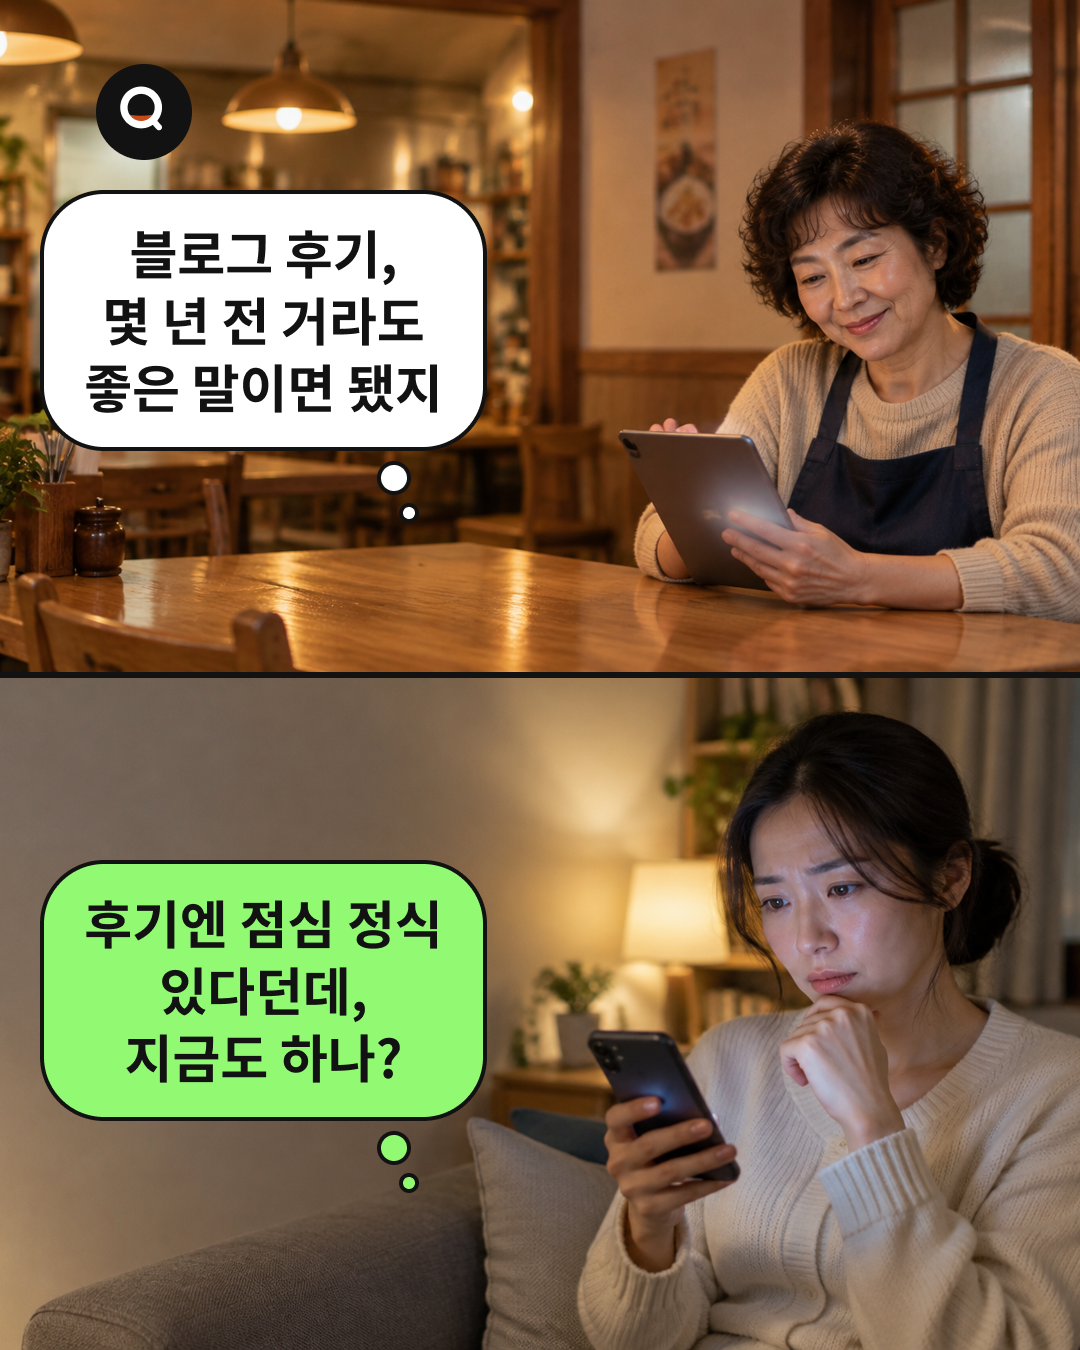 블로그 후기,
몇 년 전 거라도
좋은 말이면 됐지
후기엔 점심 정식
있다던데,
지금도 하나?